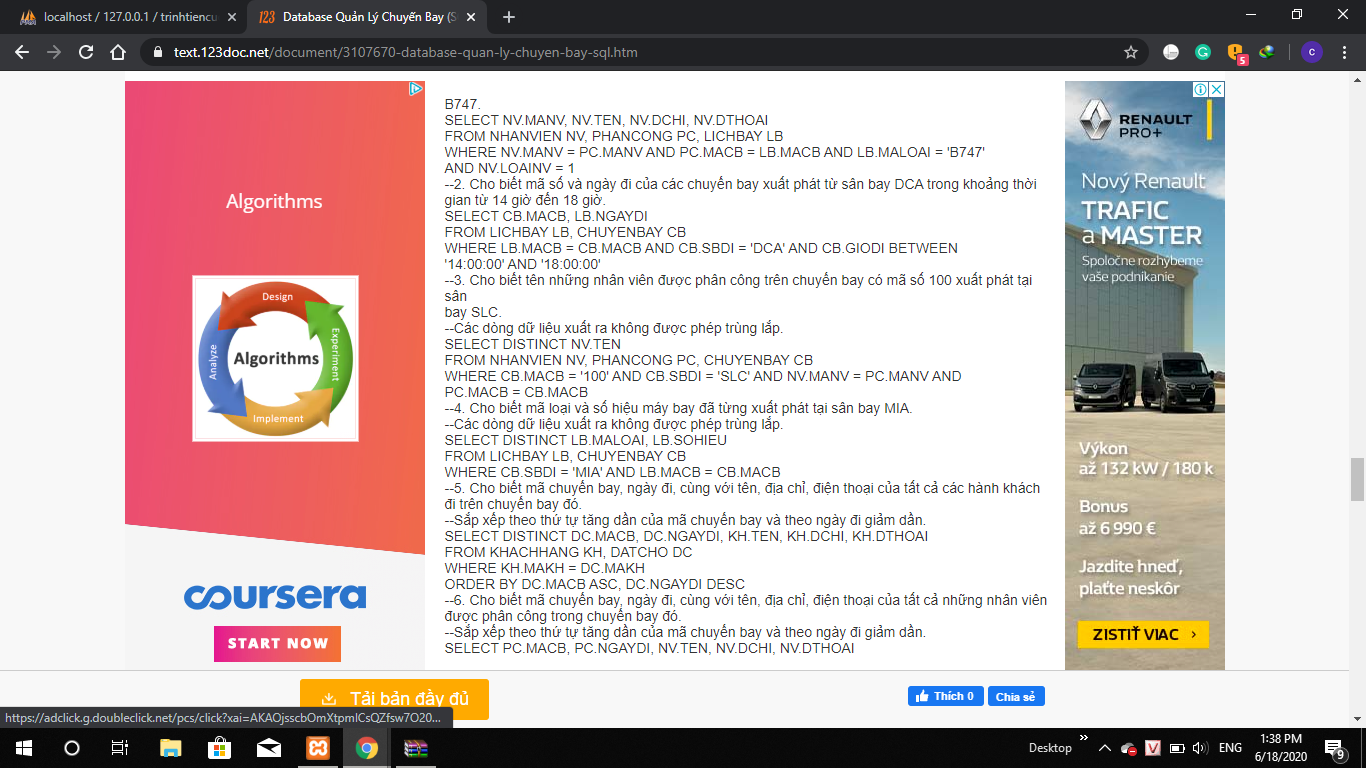 localhost / 127.0.0.1 / trinhtiencu
123 Database Quản Lý Chuyến Bay (S
text.123doc.net/document/3107670-database-quan-ly-chuyen-bay-sql.htm
5
c
Algorithms
Design
Analyze
Algorithms
Experiment
Implement
coursera
START NOW
B747.
SELECT NV.MANV, NV.TEN, NV.DCHI, NV.DTHOAI
FROM NHANVIEN NV, PHANCONG PC, LICHBAY LB
WHERE NV.MANV = PC.MANV AND PC.MACB = LB.MACB AND LB.MALOAI = 'B747'
AND NV.LOAINV = 1
--2. Cho biết mã số và ngày đi của các chuyến bay xuất phát từ sân bay DCA trong khoảng thời
gian từ 14 giờ đến 18 giờ.
SELECT CB.MACB, LB.NGAYDI
FROM LICHBAY LB, CHUYENBAY CB
WHERE LB.MACB = CB.MACB AND CB.SBDI = 'DCA' AND CB.GIODI BETWEEN
'14:00:00' AND '18:00:00'
--3. Cho biết tên những nhân viên được phân công trên chuyến bay có mã số 100 xuất phát tại
sân
bay SLC.
--Các dòng dữ liệu xuất ra không được phép trùng lắp.
SELECT DISTINCT NV.TEN
FROM NHANVIEN NV, PHANCONG PC, CHUYENBAY CB
WHERE CB.MACB = '100' AND CB.SBDI = 'SLC' AND NV.MANV = PC.MANV AND
PC.MACB = CB.MACB
--4. Cho biết mã loại và số hiệu máy bay đã từng xuất phát tại sân bay MIA.
--Các dòng dữ liệu xuất ra không được phép trùng lắp.
SELECT DISTINCT LB.MALOAI, LB.SOHIEU
FROM LICHBAY LB, CHUYENBAY CB
WHERE CB.SBDI = 'MIA' AND LB.MACB = CB.MACB
--5. Cho biết mã chuyến bay, ngày đi, cùng với tên, địa chỉ, điện thoại của tất cả các hành khách
đi trên chuyến bay đó.
--Sắp xếp theo thứ tự tăng dần của mã chuyến bay và theo ngày đi giảm dần.
SELECT DISTINCT DC.MACB, DC.NGAYDI, KH.TEN, KH.DCHI, KH.DTHOAI
FROM KHACHHANG KH, DATCHO DC
WHERE KH.MAKH = DC.MAKH
ORDER BY DC.MACB ASC, DC.NGAYDI DESC
--6. Cho biết mã chuyến bay, ngày đi, cùng với tên, địa chỉ, điện thoại của tất cả những nhân viên
được phân công trong chuyến bay đó.
--Sắp xếp theo thứ tự tăng dần của mã chuyến bay và theo ngày đi giảm dần.
SELECT PC.MACB, PC.NGAYDI, NV.TEN, NV.DCHI, NV.DTHOAI
RENAULT
PRO+
Nový Renault
TRAFIC
a MASTER
Spoločne rozhýbeme
vaše podnikanie
Výkon
až 132 kW / 180 k
Bonus
až 6 990 €
Jazdite hneď,
plaťte neskôr
ZISTIŤ VIAC
Tải bản đầy đủ
Thích 0
Chia sẻ
https://adclick.g.doubleclick.net/pcs/click?xai=AKAOjsscbOmXtpmlCsQZfsw7O20...
Desktop
ENG
1:38 PM
6/18/2020
9